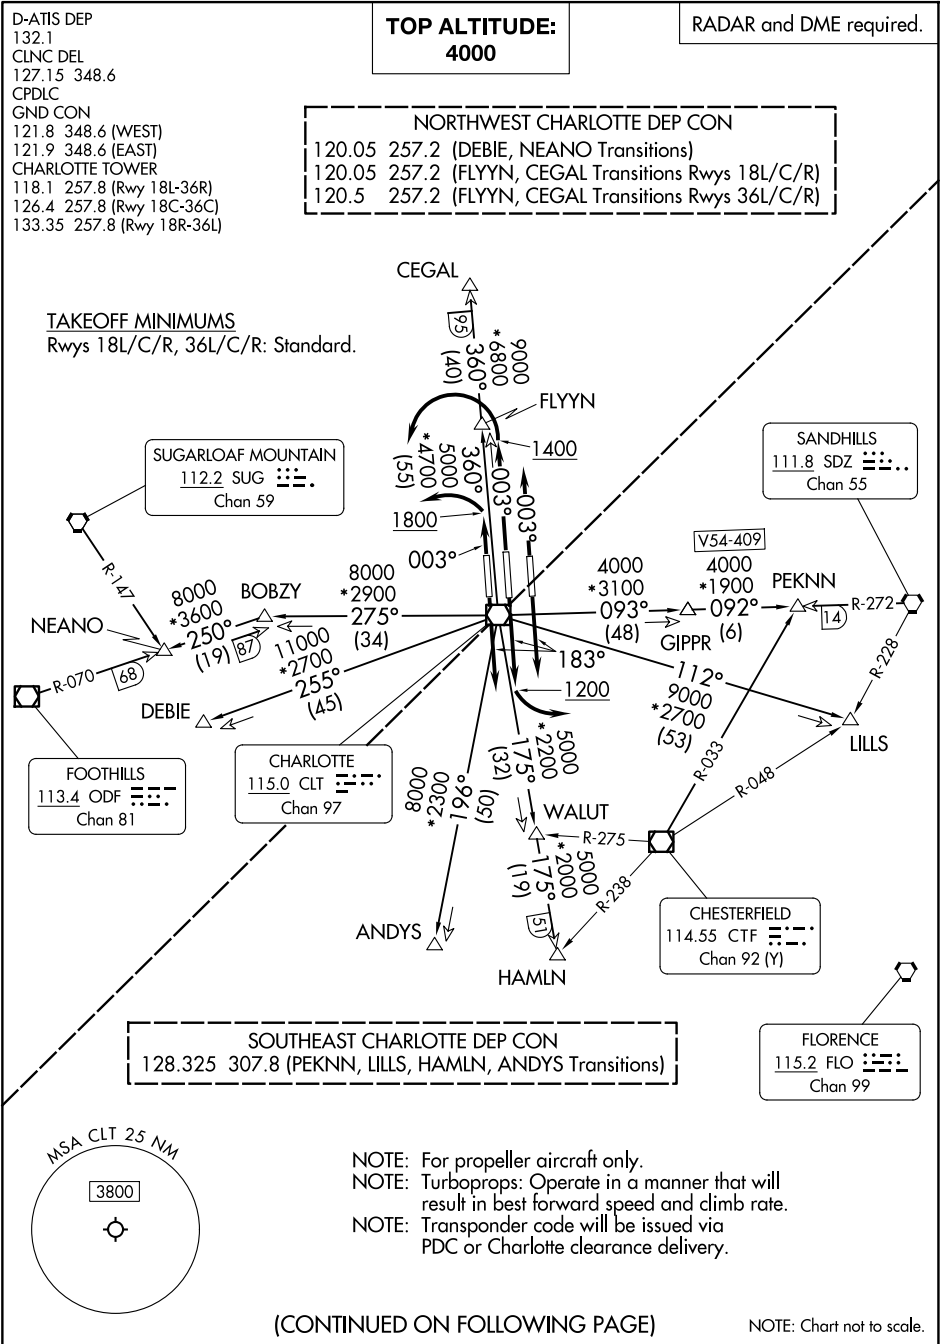 D-ATIS DEP
132.1
CLNC DEL
127.15 348.6
CPDLC
GND CON
121.8 348.6 (WEST)
121.9 348.6 (EAST)
CHARLOTTE TOWER
118.1 257.8 (Rwy 18L-36R)
126.4 257.8 (Rwy 18C-36C)
133.35 257.8 (Rwy 18R-36L)
TOP ALTITUDE:
4000
RADAR and DME required.
NORTHWEST CHARLOTTE DEP CON
120.05 257.2 (DEBIE, NEANO Transitions)
120.05 257.2 (FLYYN, CEGAL Transitions Rwys 18L/C/R)
120.5 257.2 (FLYYN, CEGAL Transitions Rwys 36L/C/R)
TAKEOFF MINIMUMS
Rwys 18L/C/R, 36L/C/R: Standard.
CEGAL
95
9000
*6800
360°
(40)
FLYYN
1400
5000
*4700
360°
(55)
003°
003°
1800
003°
SUGARLOAF MOUNTAIN
112.2 SUG
Chan 59
SANDHILLS
111.8 SDZ
Chan 55
R-147
NEANO
8000
*3600
250°
(19)
87
BOBZY
8000
*2900
275°
(34)
R-070
68
11000
*2700
255°
(45)
DEBIE
4000
*3100
093°
(48)
GIPPR
V54-409
4000
*1900
092°
(6)
PEKNN
14
R-272
R-228
183°
1200
112°
9000
*2700
(53)
LILLS
R-033
R-048
FOOTHILLS
113.4 ODF
Chan 81
CHARLOTTE
115.0 CLT
Chan 97
8000
*2300
196°
(50)
5000
*2200
175°
(32)
WALUT
R-275
5000
*2000
175°
(19)
51
R-238
ANDYS
HAMLN
CHESTERFIELD
114.55 CTF
Chan 92 (Y)
FLORENCE
115.2 FLO
Chan 99
SOUTHEAST CHARLOTTE DEP CON
128.325 307.8 (PEKNN, LILLS, HAMLN, ANDYS Transitions)
MSA CLT 25 NM
3800
NOTE: For propeller aircraft only.
NOTE: Turboprops: Operate in a manner that will
result in best forward speed and climb rate.
NOTE: Transponder code will be issued via
PDC or Charlotte clearance delivery.
(CONTINUED ON FOLLOWING PAGE)
NOTE: Chart not to scale.